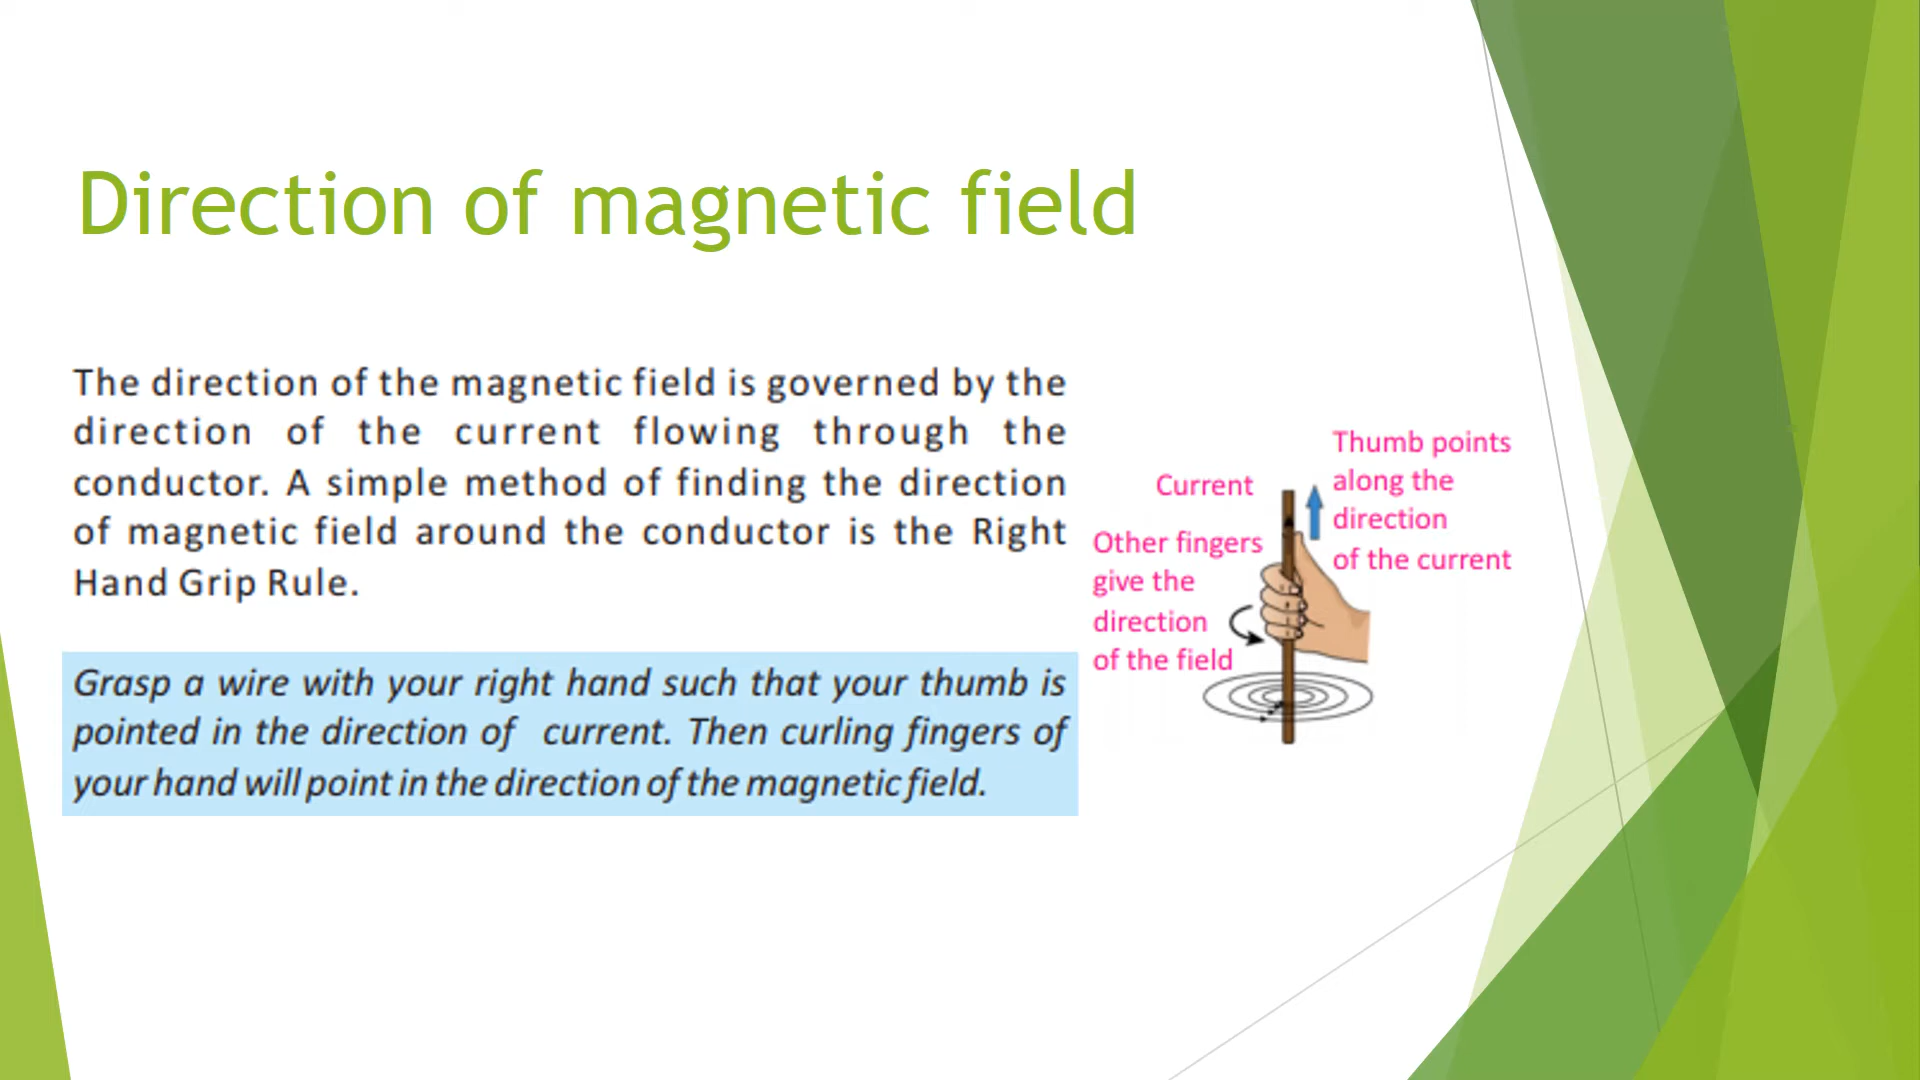 Direction of magnetic field
The direction of the magnetic field is governed by the
direction of the current flowing through the
conductor. A simple method of finding the direction
of magnetic field around the conductor is the Right
Hand Grip Rule.
Grasp a wire with your right hand such that your thumb is
pointed in the direction of current. Then curling fingers of
your hand will point in the direction of the magnetic field.
Current
Thumb points
along the
direction
of the current
Other fingers
give the
direction
of the field